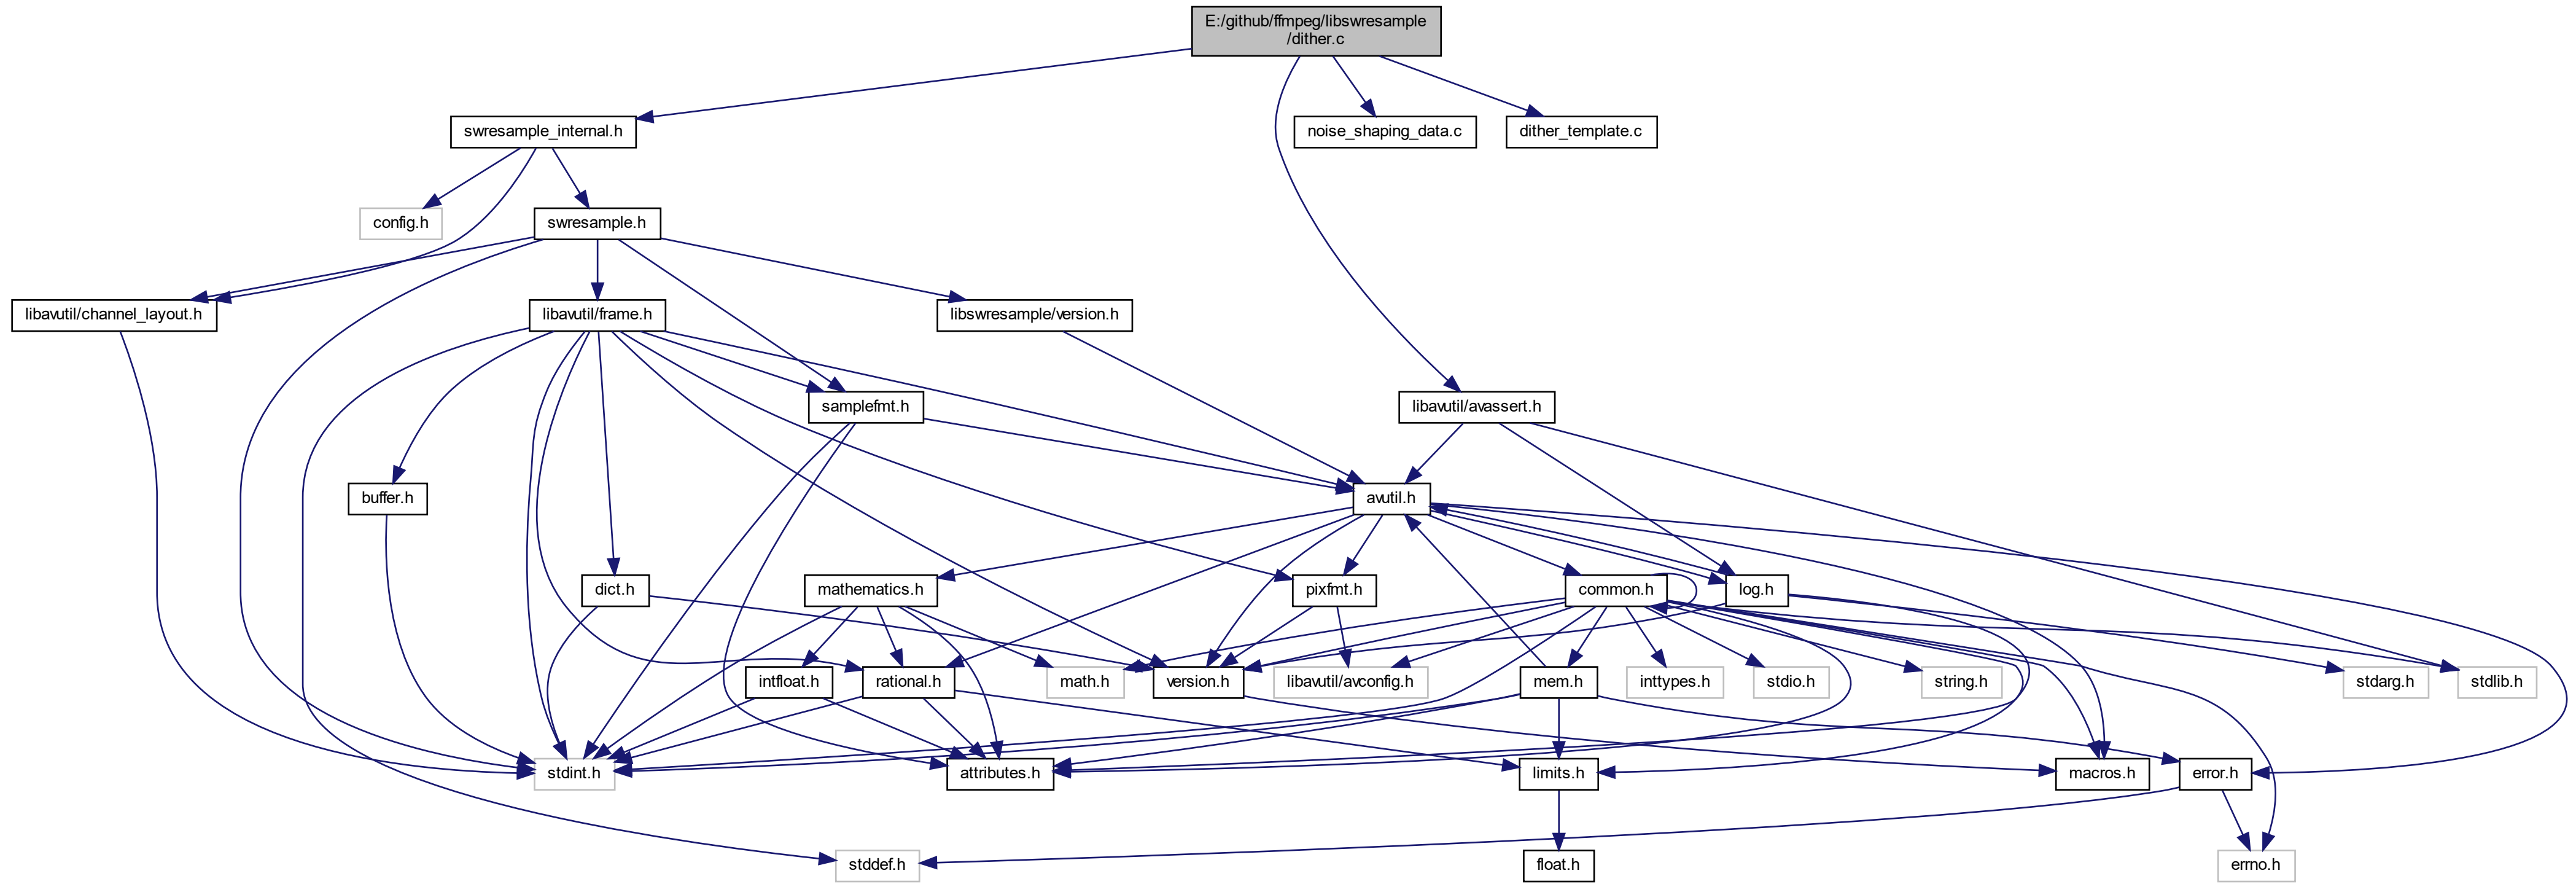 E:/github/ffmpeg/libswresample
/dither.c
swresample_internal.h
noise_shaping_data.c
dither_template.c
config.h
swresample.h
libavutil/channel_layout.h
libavutil/frame.h
libswresample/version.h
samplefmt.h
libavutil/avassert.h
buffer.h
avutil.h
dict.h
mathematics.h
pixfmt.h
common.h
log.h
intfloat.h
rational.h
math.h
version.h
libavutil/avconfig.h
mem.h
inttypes.h
stdio.h
string.h
stdarg.h
stdlib.h
stdint.h
attributes.h
limits.h
macros.h
error.h
stddef.h
float.h
errno.h